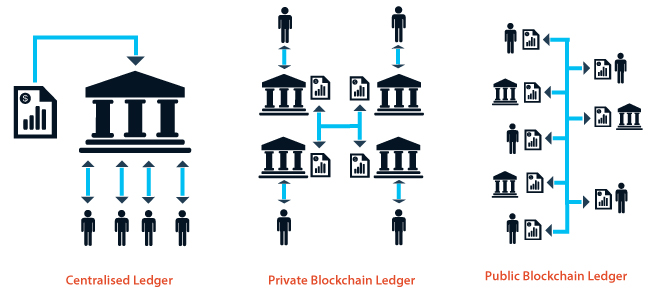 $
Centralised Ledger
Private Blockchain Ledger
Public Blockchain Ledger